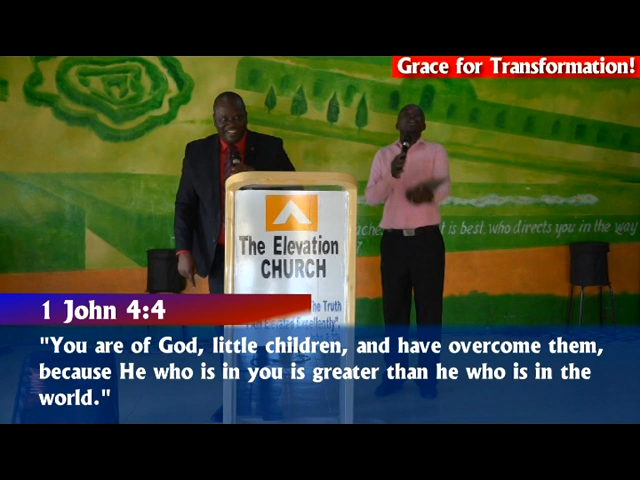 Grace for Transformation!
The Elevation
CHURCH
The Truth
is best, who directs you in the way
1 John 4:4
"You are of God, little children, and have overcome them,
because He who is in you is greater than he who is in the
world."